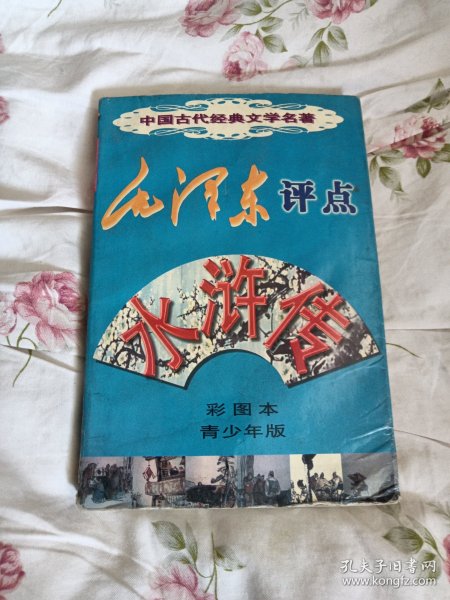 中国古代经典文学名著
毛泽东评点
水浒传
彩图本
青少年版
孔夫子旧书网
www.kongfz.com